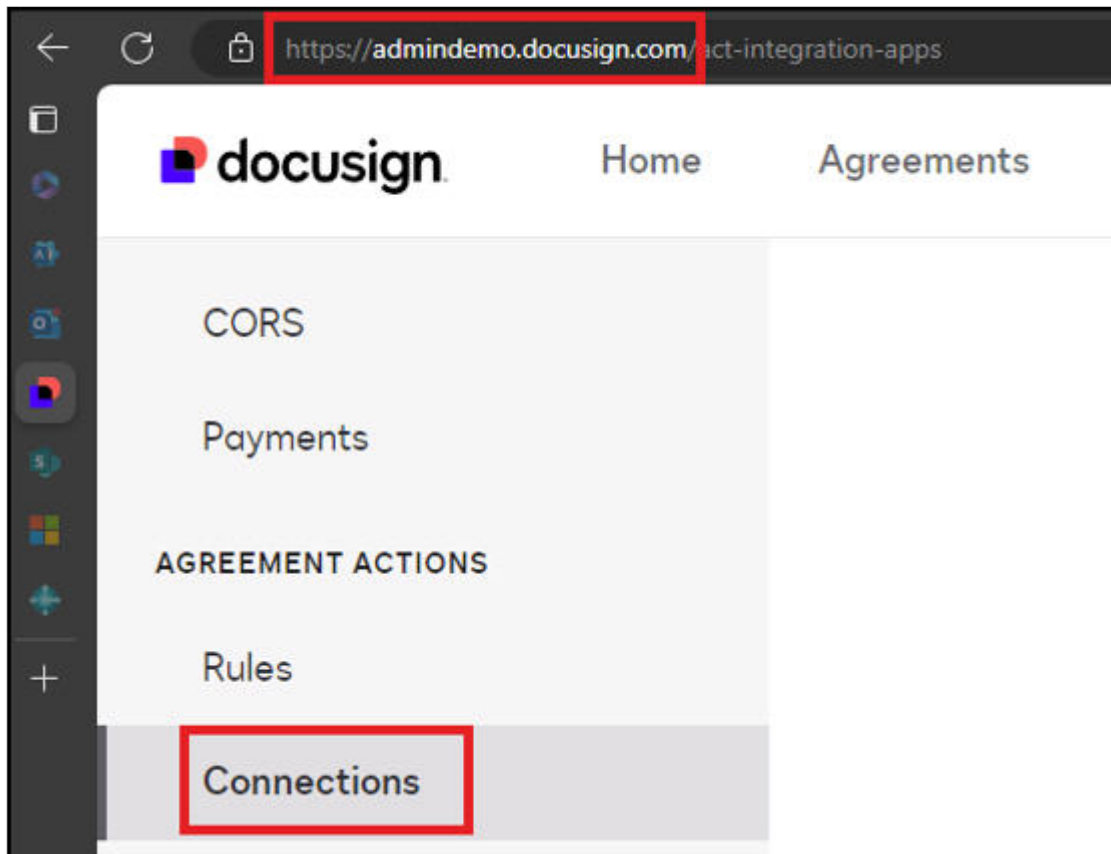 https://admindemo.docusign.com/act-integration-apps
docusign Home Agreements
CORS
Payments
AGREEMENT ACTIONS
Rules
Connections